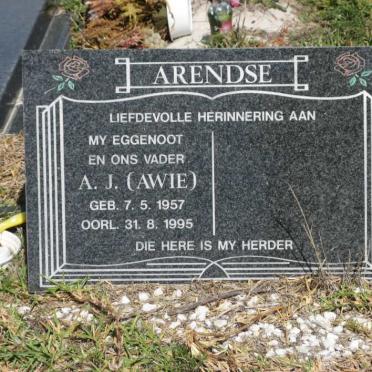 ARENDSE
LIEFDEVOLLE HERINNERING AAN
MY EGGENOOT
EN ONS VADER
A. J. (AWIE)
GEB. 7. 5. 1957
OORL. 31. 8. 1995
DIE HERE IS MY HERDER